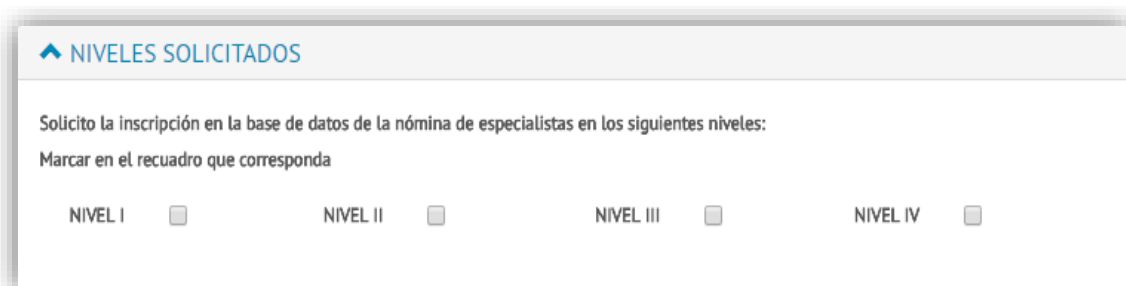 NIVELES SOLICITADOS
Solicito la inscripción en la base de datos de la nómina de especialistas en los siguientes niveles:
Marcar en el recuadro que corresponda
NIVEL I NIVEL II NIVEL III NIVEL IV